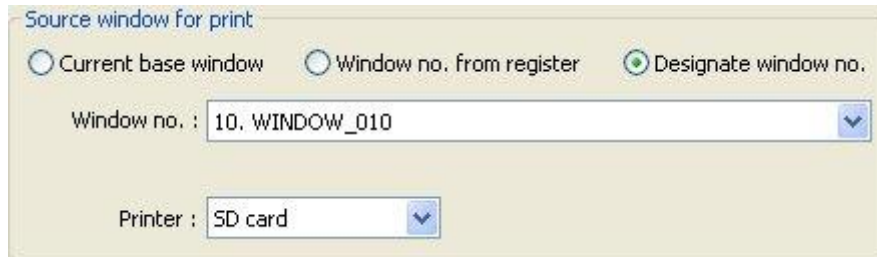 Source window for print
Current base window Window no. from register Designate window no.
Window no. : 10. WINDOW_010
Printer : SD card